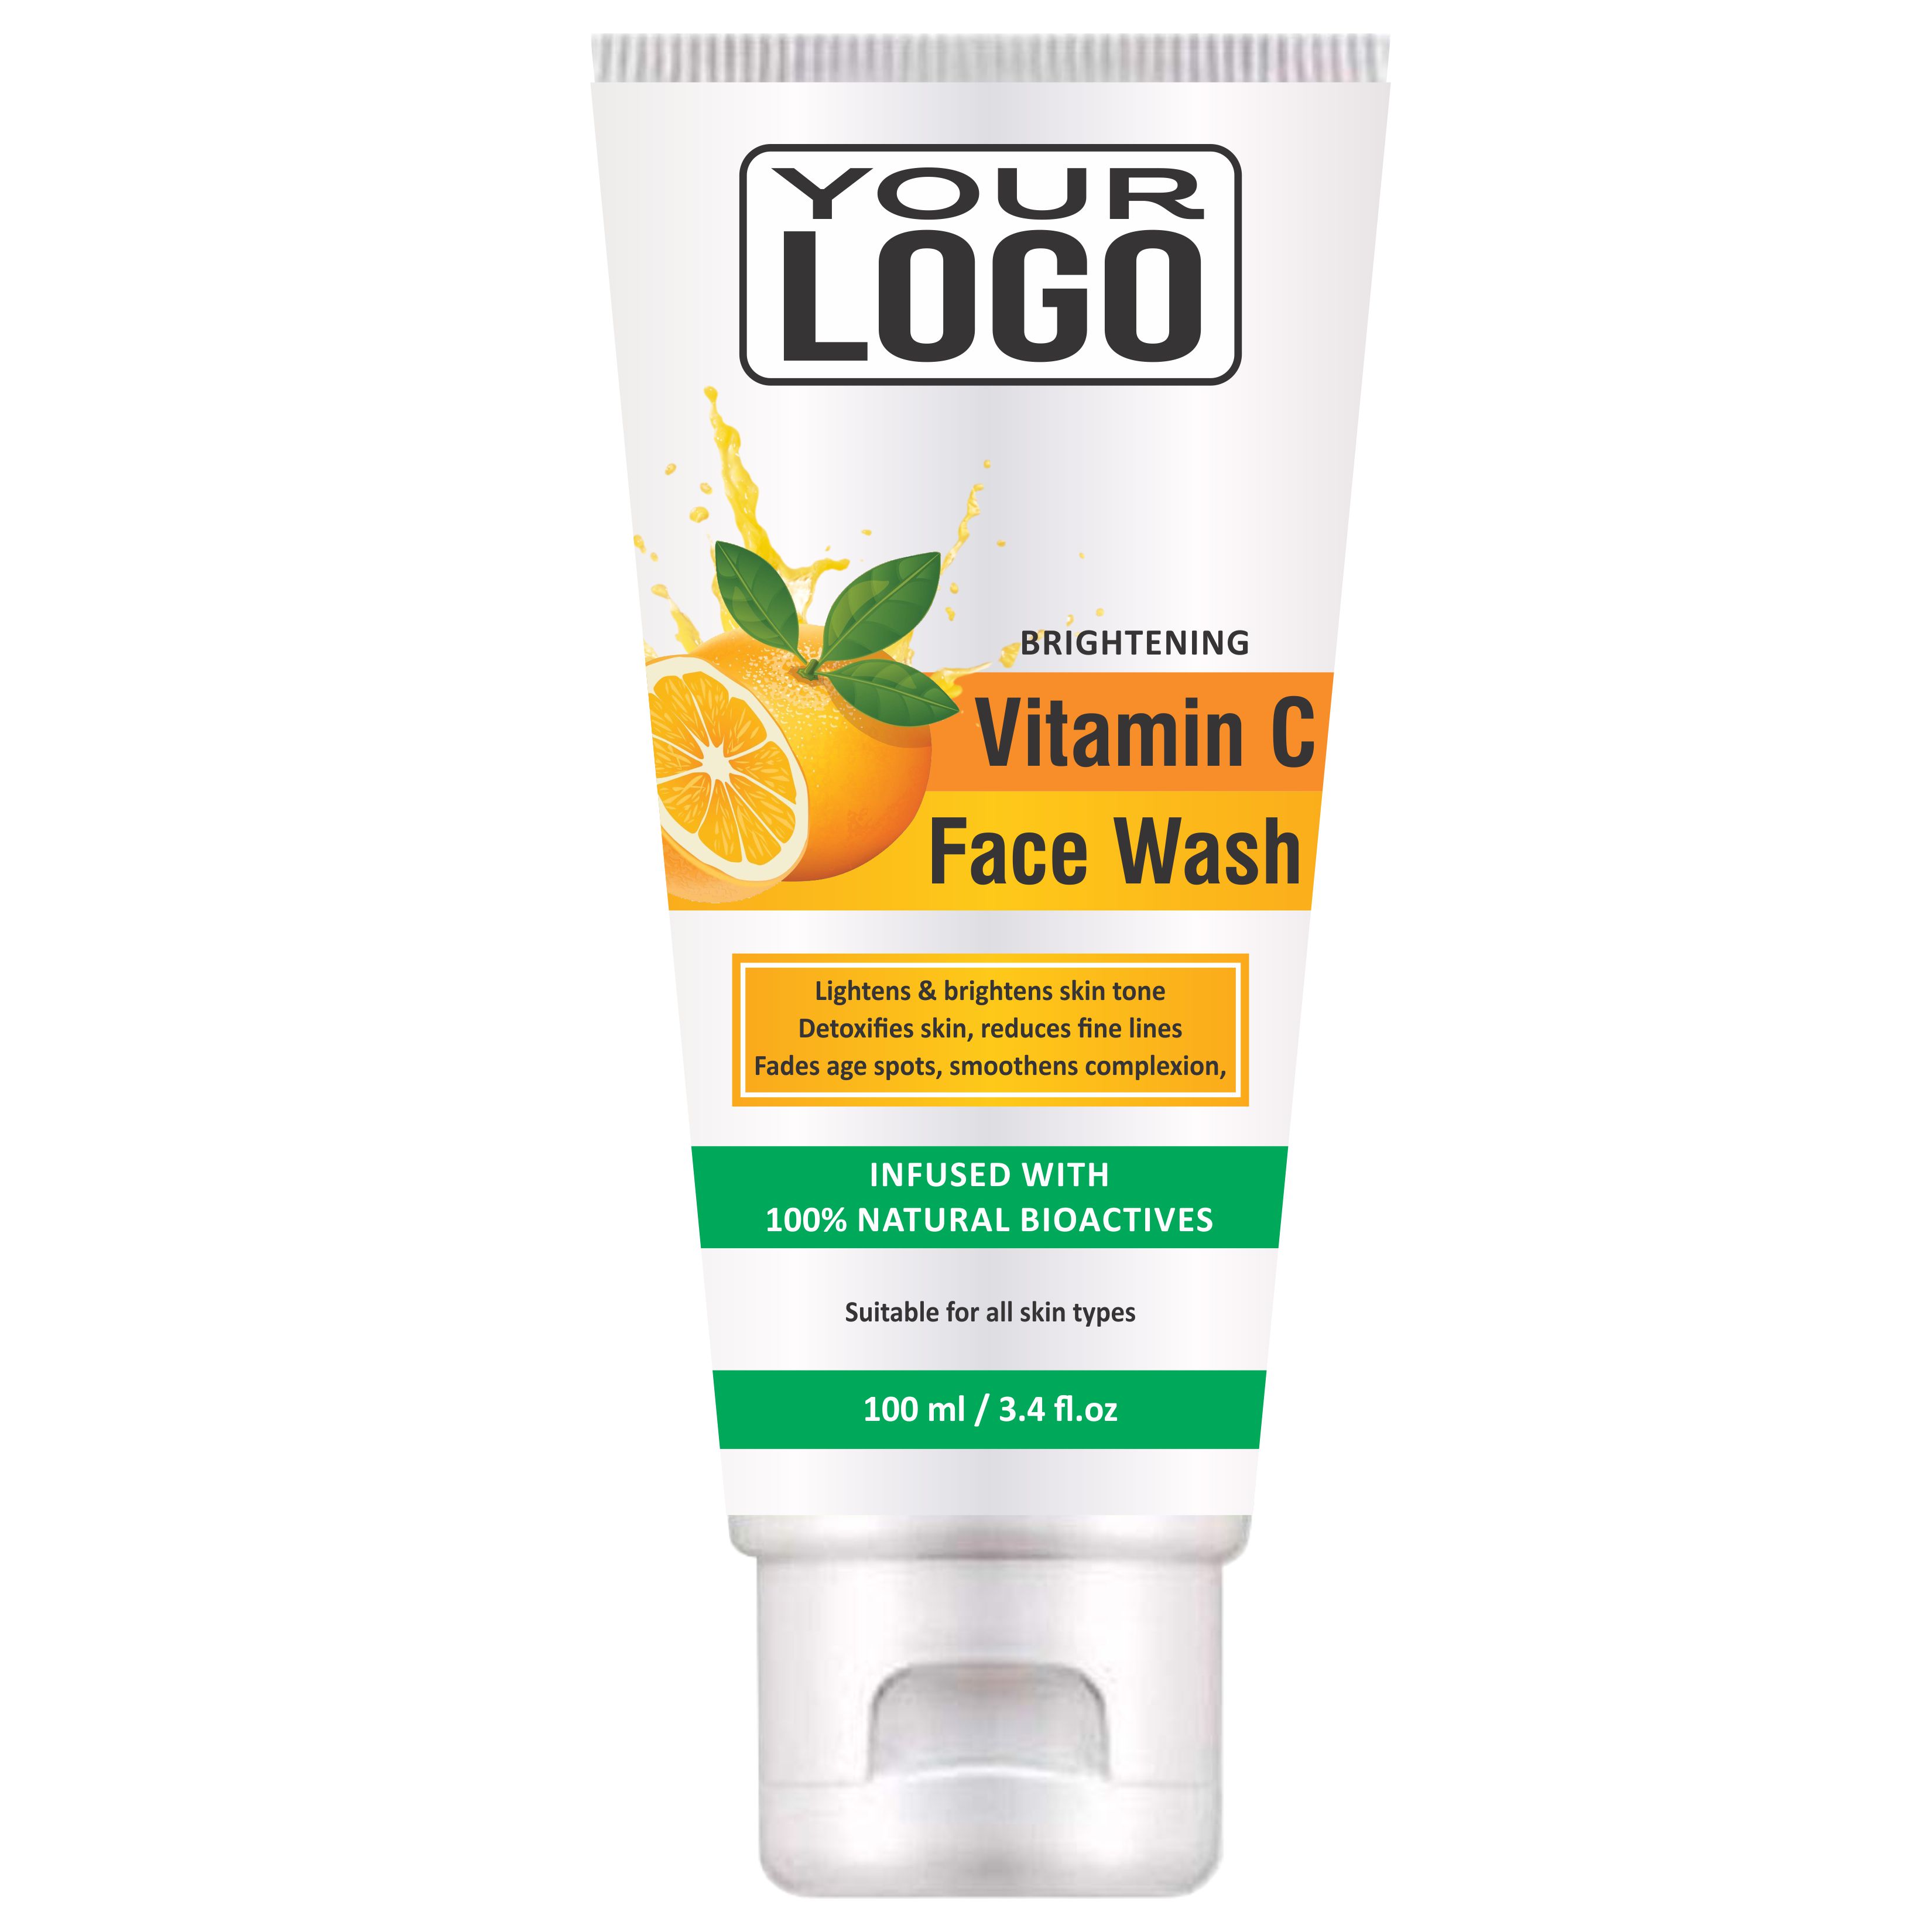 YOUR
LOGO
BRIGHTENING
Vitamin C
Face Wash
Lightens & brightens skin tone
Detoxifies skin, reduces fine lines
Fades age spots, smoothens complexion,
INFUSED WITH
100% NATURAL BIOACTIVES
Suitable for all skin types
100 ml / 3.4 fl.oz